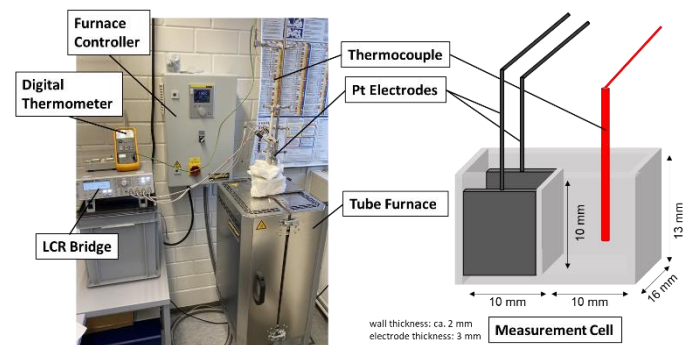 Furnace
Controller
Digital
Thermometer
LCR Bridge
Thermocouple
Pt Electrodes
Tube Furnace
10 mm
13 mm
16 mm
10 mm
10 mm
wall thickness: ca. 2 mm
electrode thickness: 3 mm
Measurement Cell